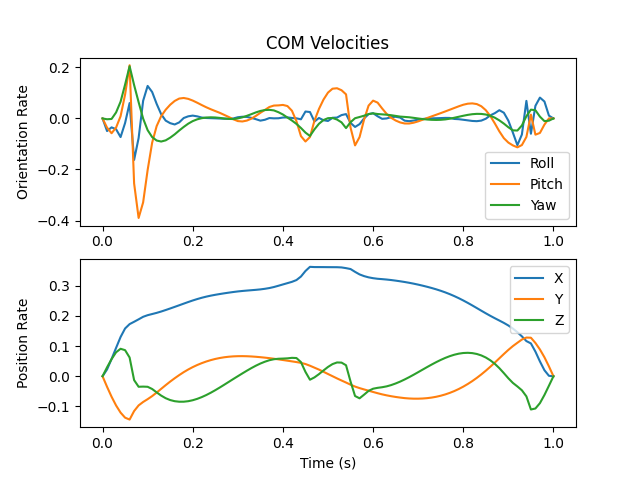 COM Velocities
Orientation Rate
0.2
0.0
−0.2
−0.4
Roll
Pitch
Yaw
0.0 0.2 0.4 0.6 0.8 1.0
Position Rate
0.3
0.2
0.1
0.0
−0.1
X
Y
Z
0.0 0.2 0.4 0.6 0.8 1.0
Time (s)